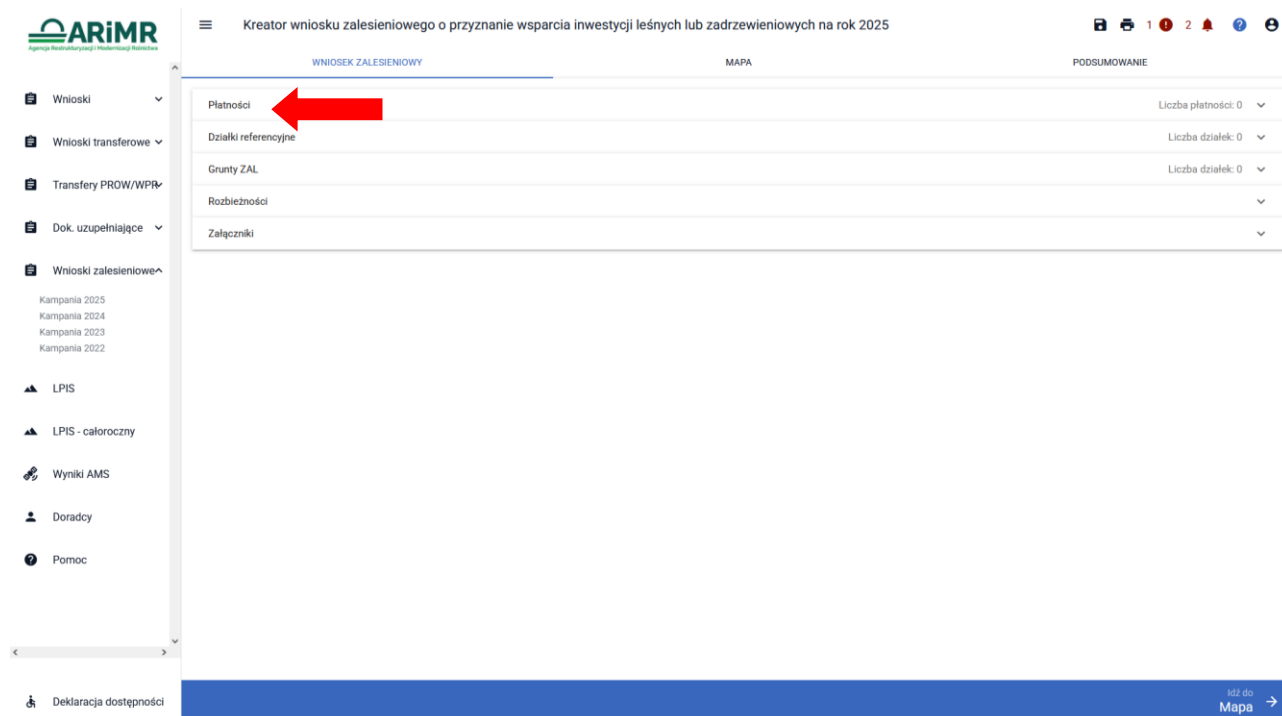 ARiMR
Agencja Restrukturyzacji i Modernizacji Rolnictwa
Kreator wniosku zalesieniowego o przyznanie wsparcia inwestycji leśnych lub zadrzewieniowych na rok 2025
1
2
WNIOSEK ZALESIENIOWY
MAPA
PODSUMOWANIE
Wnioski
Wnioski transferowe
Transfery PROW/WPR
Dok. uzupełniające
Wnioski zalesieniowe
Kampania 2025
Kampania 2024
Kampania 2023
Kampania 2022
LPIS
LPIS - całoroczny
Wyniki AMS
Doradcy
Pomoc
Deklaracja dostępności
Płatności Liczba płatności: 0
Działki referencyjne Liczba działek: 0
Grunty ZAL Liczba działek: 0
Rozbieżności
Załączniki
Idź do
Mapa